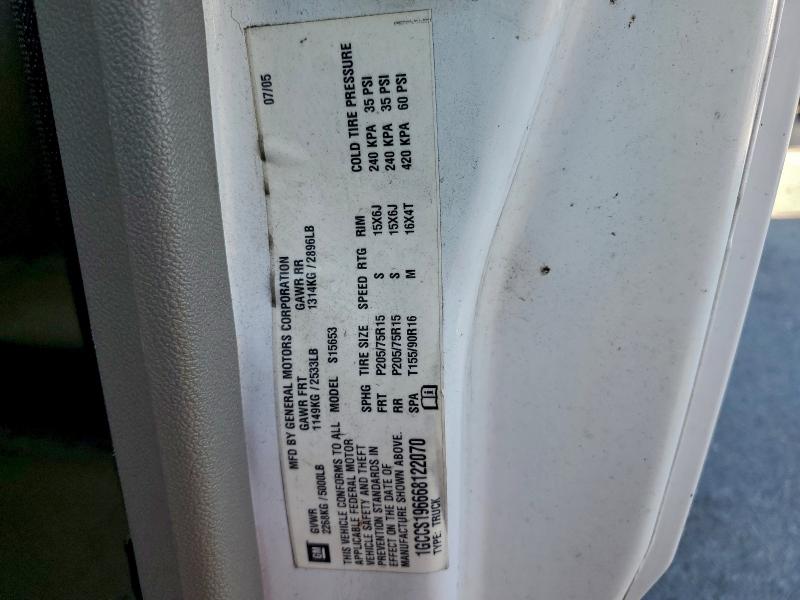 MFD BY GENERAL MOTORS CORPORATION 07/05
GVWR GAWR FRT GAWR RR
2268KG / 5000LB 1149KG / 2533LB 1314KG / 2896LB
THIS VEHICLE CONFORMS TO ALL
APPLICABLE FEDERAL MOTOR
VEHICLE SAFETY AND THEFT
PREVENTION STANDARDS IN
EFFECT ON THE DATE OF
MANUFACTURE SHOWN ABOVE.
1GCCS196668122070
TYPE: TRUCK
MODEL S15653
SPHG TIRE SIZE SPEED RTG RIM COLD TIRE PRESSURE
FRT P205/75R15 S 15X6J 240 KPA 35 PSI
RR P205/75R15 S 15X6J 240 KPA 35 PSI
SPA T155/90R16 M 16X4T 420 KPA 60 PSI
GM